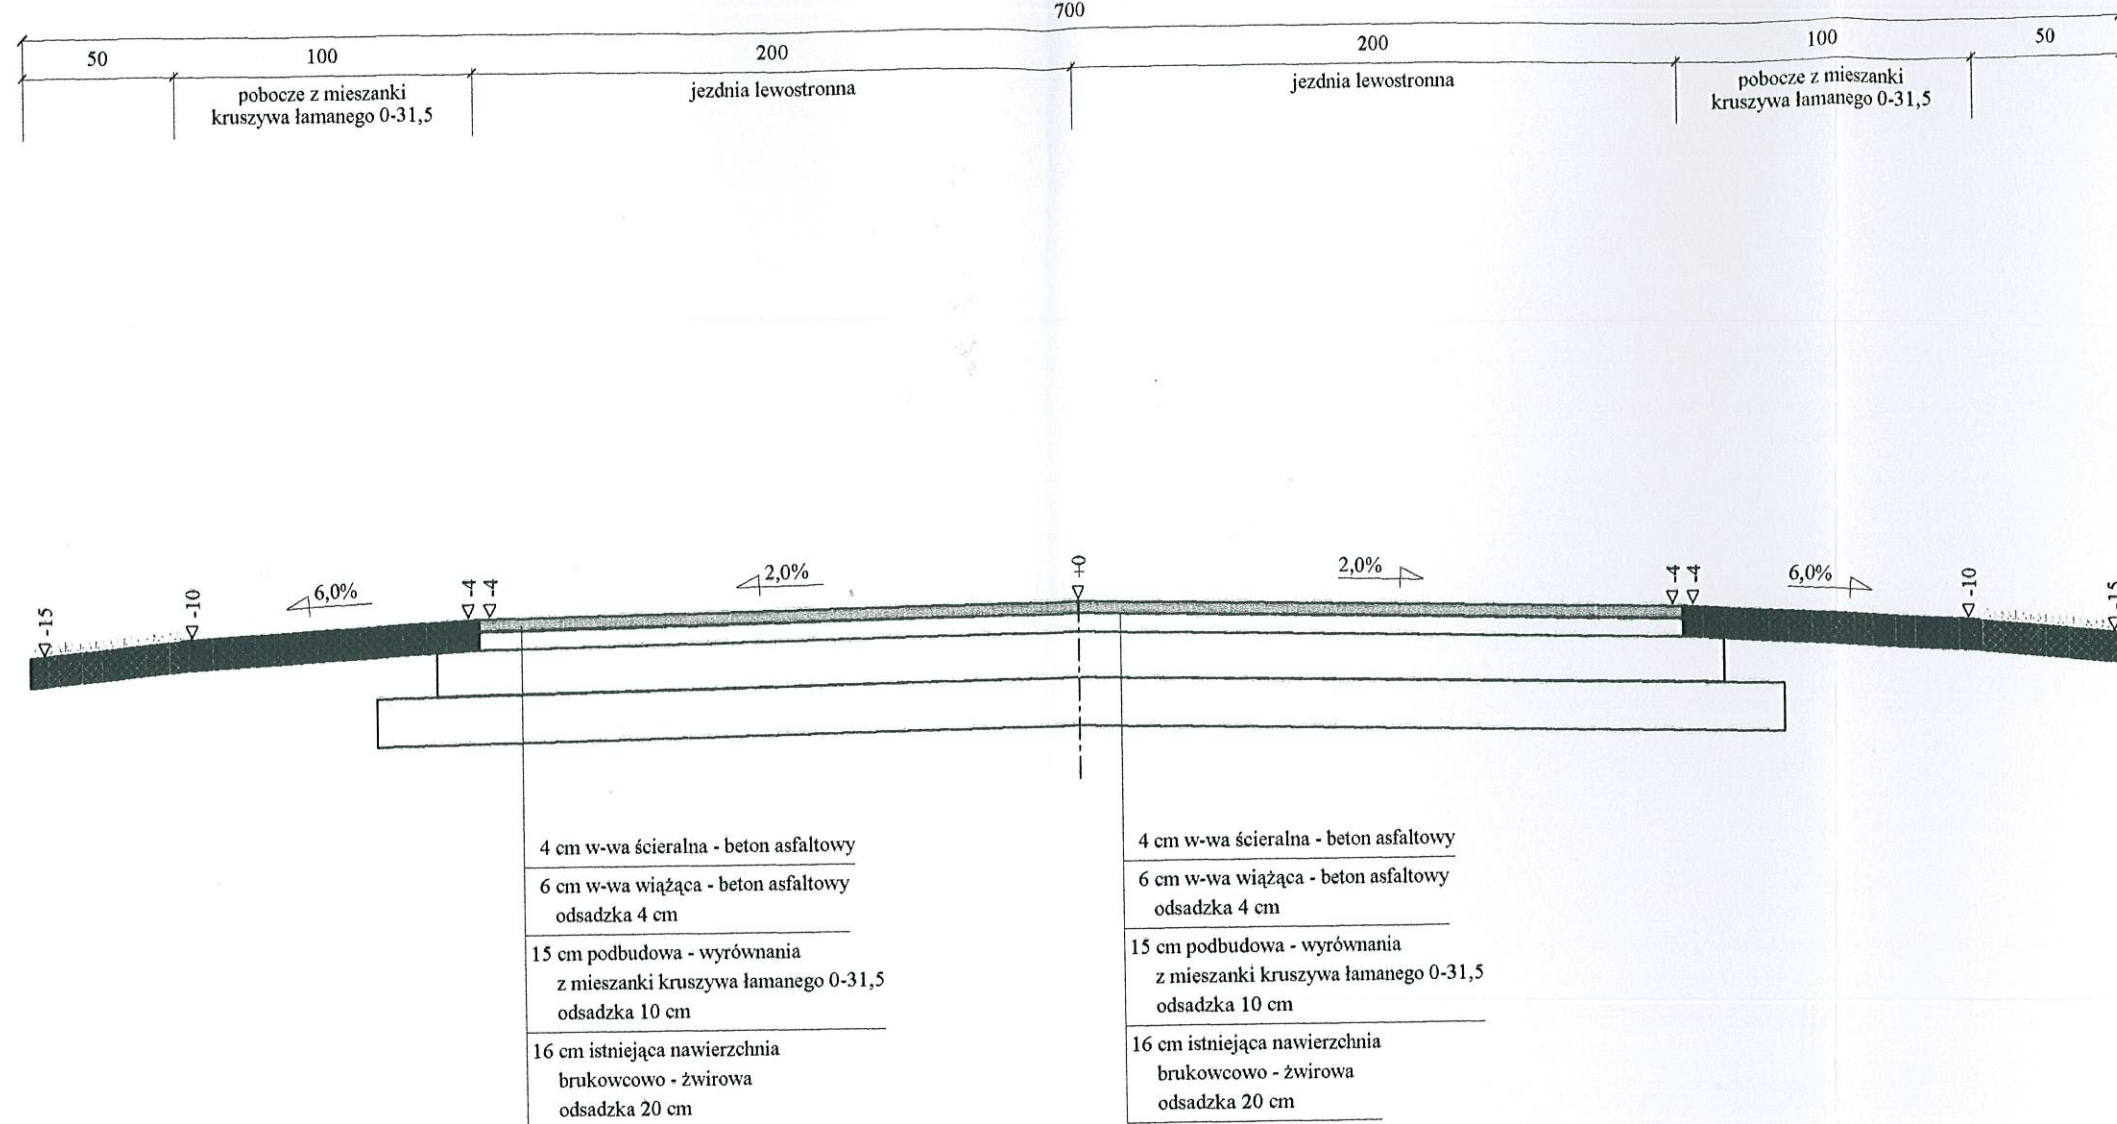 700
50 100 200 200 100 50
pobocze z mieszanki
kruszywa łamanego 0-31,5
jezdnia lewostronna
jezdnia lewostronna
pobocze z mieszanki
kruszywa łamanego 0-31,5
-15 -10 6,0% -4 -4 2,0% ±0 2,0% -4 -4 6,0% -10 -15
4 cm w-wa ścieralna - beton asfaltowy
6 cm w-wa wiążąca - beton asfaltowy
odsadzka 4 cm
15 cm podbudowa - wyrównania
z mieszanki kruszywa łamanego 0-31,5
odsadzka 10 cm
16 cm istniejąca nawierzchnia
brukowcowo - żwirowa
odsadzka 20 cm
4 cm w-wa ścieralna - beton asfaltowy
6 cm w-wa wiążąca - beton asfaltowy
odsadzka 4 cm
15 cm podbudowa - wyrównania
z mieszanki kruszywa łamanego 0-31,5
odsadzka 10 cm
16 cm istniejąca nawierzchnia
brukowcowo - żwirowa
odsadzka 20 cm